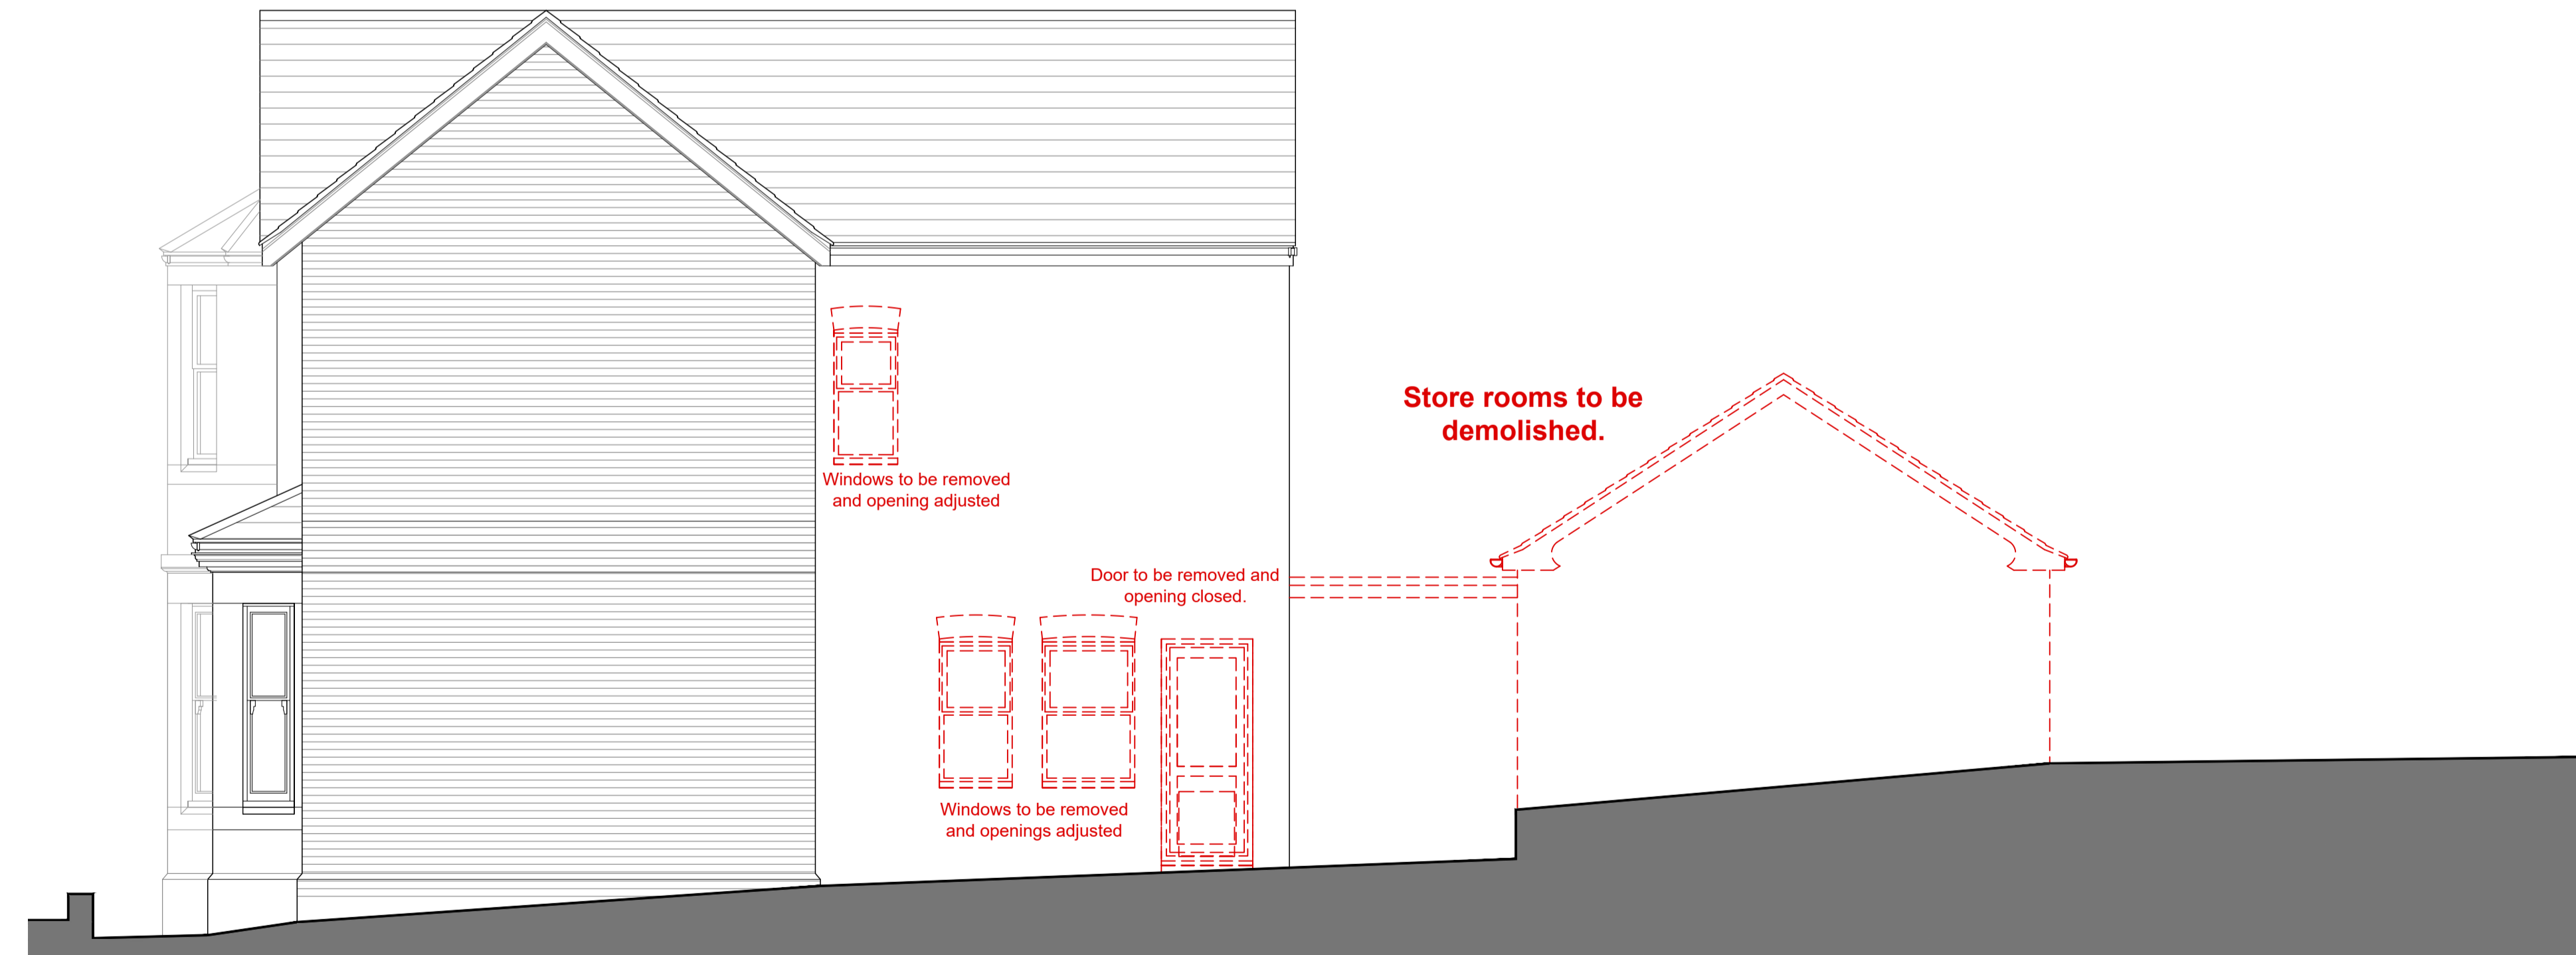 Store rooms to be
demolished.
Windows to be removed
and opening adjusted
Door to be removed and
opening closed.
Windows to be removed
and openings adjusted